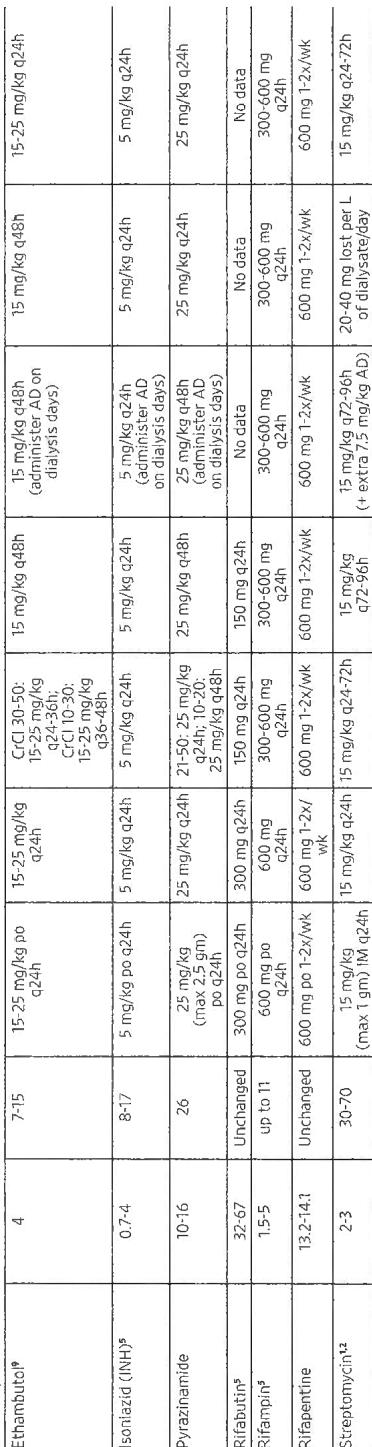 Ethambutol⁹
4
7-15
15-25 mg/kg po
q24h
15-25 mg/kg
q24h
CrCl 30-50:
15-25 mg/kg
q24-36h;
CrCl 10-30:
15-25 mg/kg
q36-48h
15 mg/kg q48h
15 mg/kg q48h
(administer AD on
dialysis days)
15 mg/kg q48h
15-25 mg/kg q24h
Isoniazid (INH)⁵
0.7-4
8-17
5 mg/kg po q24h
5 mg/kg q24h
5 mg/kg q24h
5 mg/kg q24h
5 mg/kg q24h
(administer AD
on dialysis days)
5 mg/kg q24h
5 mg/kg q24h
Pyrazinamide
10-16
26
25 mg/kg
(max 2.5 gm)
po q24h
25 mg/kg q24h
21-50: 25 mg/kg
q24h; 10-20:
25 mg/kg q48h
25 mg/kg q48h
25 mg/kg q48h
(administer AD
on dialysis days)
25 mg/kg q24h
25 mg/kg q24h
Rifabutin⁵
32-67
Unchanged
300 mg po q24h
300 mg q24h
150 mg q24h
150 mg q24h
No data
No data
No data
Rifampin⁵
1.5-5
up to 11
600 mg po
q24h
600 mg
q24h
300-600 mg
q24h
300-600 mg
q24h
300-600 mg
q24h
300-600 mg
q24h
300-600 mg
q24h
Rifapentine
13.2-14.1
Unchanged
600 mg po 1-2x/wk
600 mg 1-2x/
wk
600 mg 1-2x/wk
600 mg 1-2x/wk
600 mg 1-2x/wk
600 mg 1-2x/wk
600 mg 1-2x/wk
Streptomycin¹,²
2-3
30-70
15 mg/kg
(max 1 gm) IM q24h
15 mg/kg q24h
15 mg/kg q24-72h
15 mg/kg
q72-96h
15 mg/kg q72-96h
(+ extra 7.5 mg/kg AD)
20-40 mg lost per L
of dialysate/day
15 mg/kg q24-72h